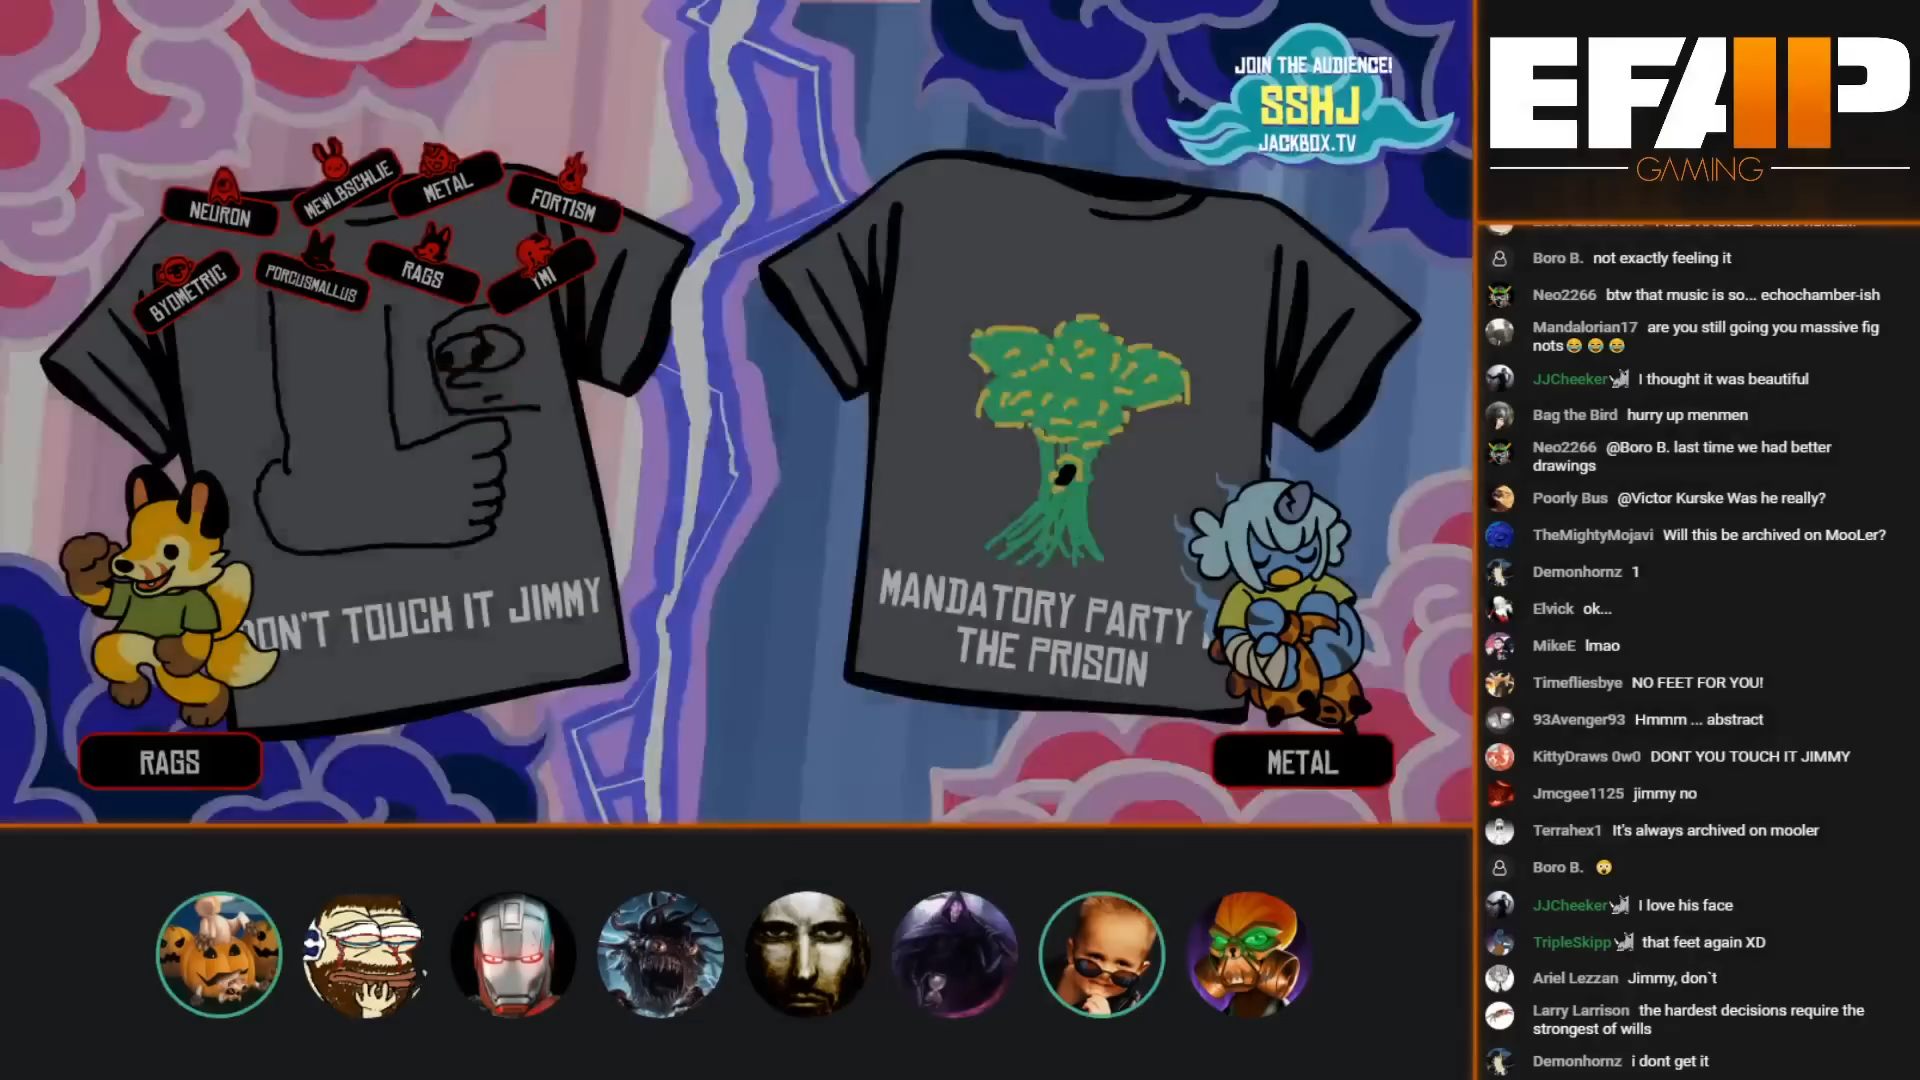 JOIN THE AUDIENCE!
SSHJ
JACKBOX.TV
NEURON
MEWLBSCHLIE
METAL
FORTISM
BYOMETRIC
PORCUSMALLUS
RAGS
YMI
DON'T TOUCH IT JIMMY
MANDATORY PARTY
THE PRISON
RAGS
METAL
EFAP
GAMING
Boro B. not exactly feeling it
Neo2266 btw that music is so... echochamber-ish
Mandalorian17 are you still going you massive fig
nots😂 😂 😂
JJCheeker I thought it was beautiful
Bag the Bird hurry up menmen
Neo2266 @Boro B. last time we had better
drawings
Poorly Bus @Victor Kurske Was he really?
TheMightyMojavi Will this be archived on MooLer?
Demonhornz 1
Elvick ok...
MikeE lmao
Timefliesbye NO FEET FOR YOU!
93Avenger93 Hmmm ... abstract
KittyDraws 0w0 DONT YOU TOUCH IT JIMMY
Jmcgee1125 jimmy no
Terrahex1 It's always archived on mooler
Boro B. 😲
JJCheeker I love his face
TripleSkipp that feet again XD
Ariel Lezzan Jimmy, don`t
Larry Larrison the hardest decisions require the
strongest of wills
Demonhornz i dont get it